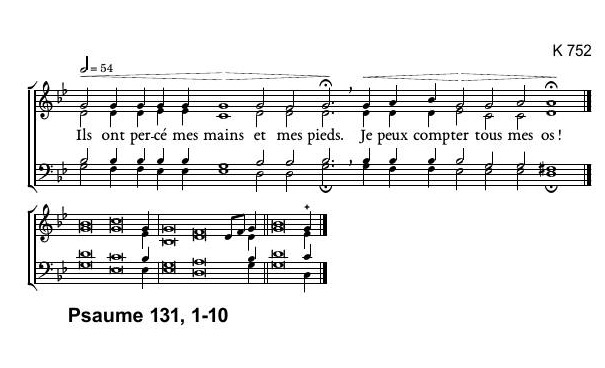 K 752
= 54
Ils ont per-cé mes mains et mes pieds. Je peux compter tous mes os !
Psaume 131, 1-10